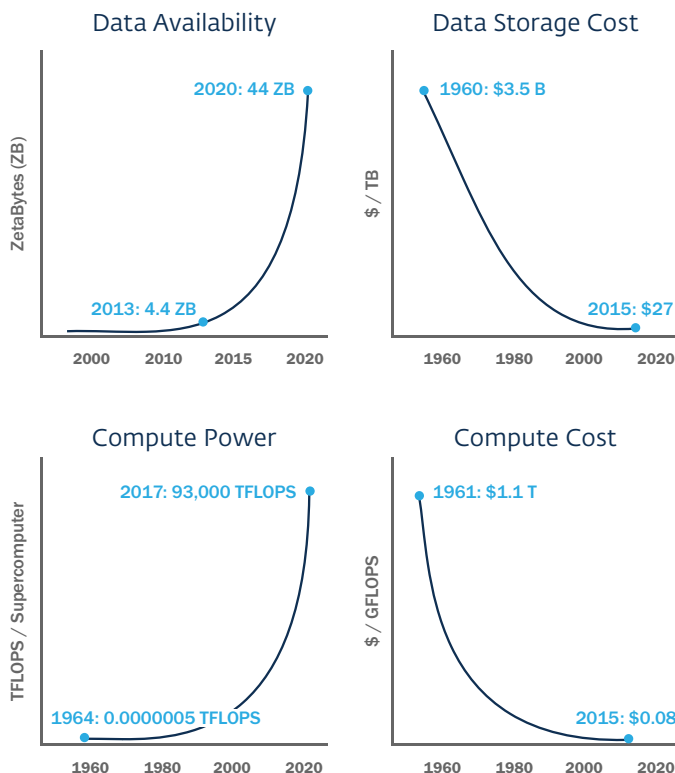 Data Availability
ZetaBytes (ZB)
2020: 44 ZB
2013: 4.4 ZB
2000 2010 2015 2020
Data Storage Cost
$ / TB
1960: $3.5 B
2015: $27
1960 1980 2000 2020
Compute Power
TFLOPS / Supercomputer
2017: 93,000 TFLOPS
1964: 0.0000005 TFLOPS
1960 1980 2000 2020
Compute Cost
$ / GFLOPS
1961: $1.1 T
2015: $0.08
1960 1980 2000 2020